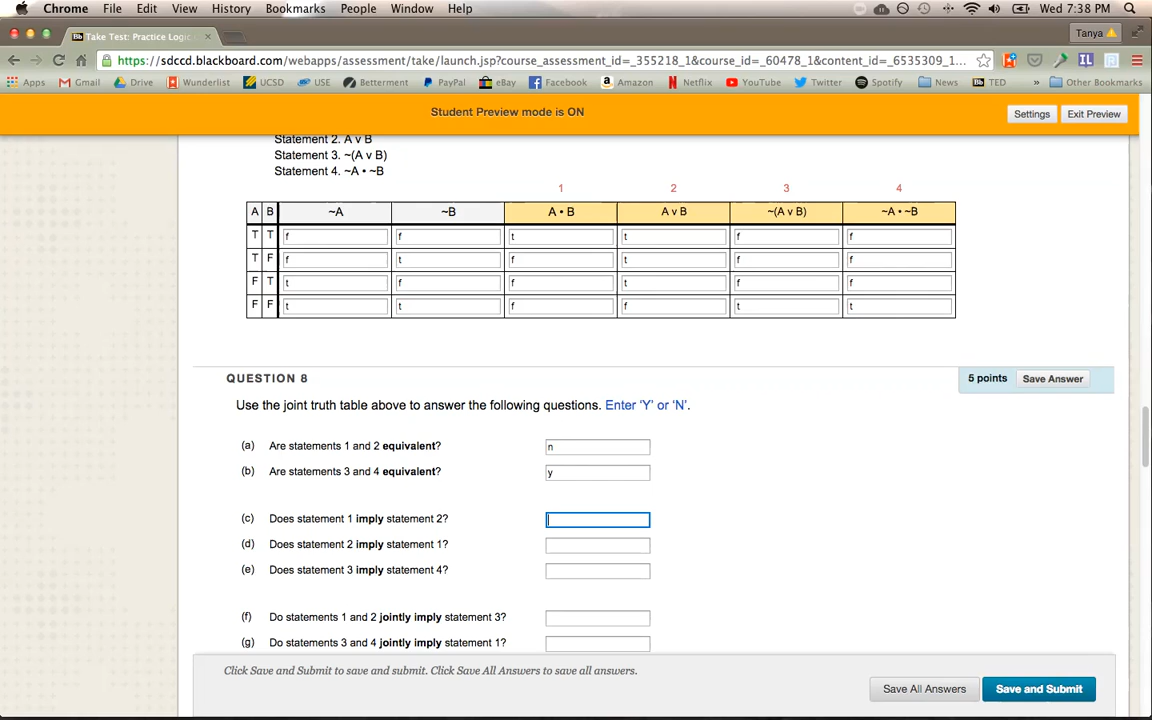 Chrome File Edit View History Bookmarks People Window Help Wed 7:38 PM
Bb Take Test: Practice Logic Tanya
https://sdccd.blackboard.com/webapps/assessment/take/launch.jsp?course_assessment_id=_355218_1&course_id=_60478_1&content_id=_6535309_1...
Apps Gmail Drive Wunderlist UCSD USE Betterment PayPal eBay Facebook Amazon Netflix YouTube Twitter Spotify News TED » Other Bookmarks
Student Preview mode is ON Settings Exit Preview
Statement 2. A v B
Statement 3. ~(A v B)
Statement 4. ~A • ~B
1 2 3 4
A B ~A ~B A • B A v B ~(A v B) ~A • ~B
T T f f t t f f
T F f t f t f f
F T t f f t f f
F F t t f f t t
QUESTION 8 5 points Save Answer
Use the joint truth table above to answer the following questions. Enter 'Y' or 'N'.
(a) Are statements 1 and 2 equivalent? n
(b) Are statements 3 and 4 equivalent? y
(c) Does statement 1 imply statement 2?
(d) Does statement 2 imply statement 1?
(e) Does statement 3 imply statement 4?
(f) Do statements 1 and 2 jointly imply statement 3?
(g) Do statements 3 and 4 jointly imply statement 1?
Click Save and Submit to save and submit. Click Save All Answers to save all answers.
Save All Answers Save and Submit